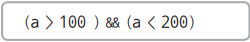 (a > 100 ) && (a < 200)